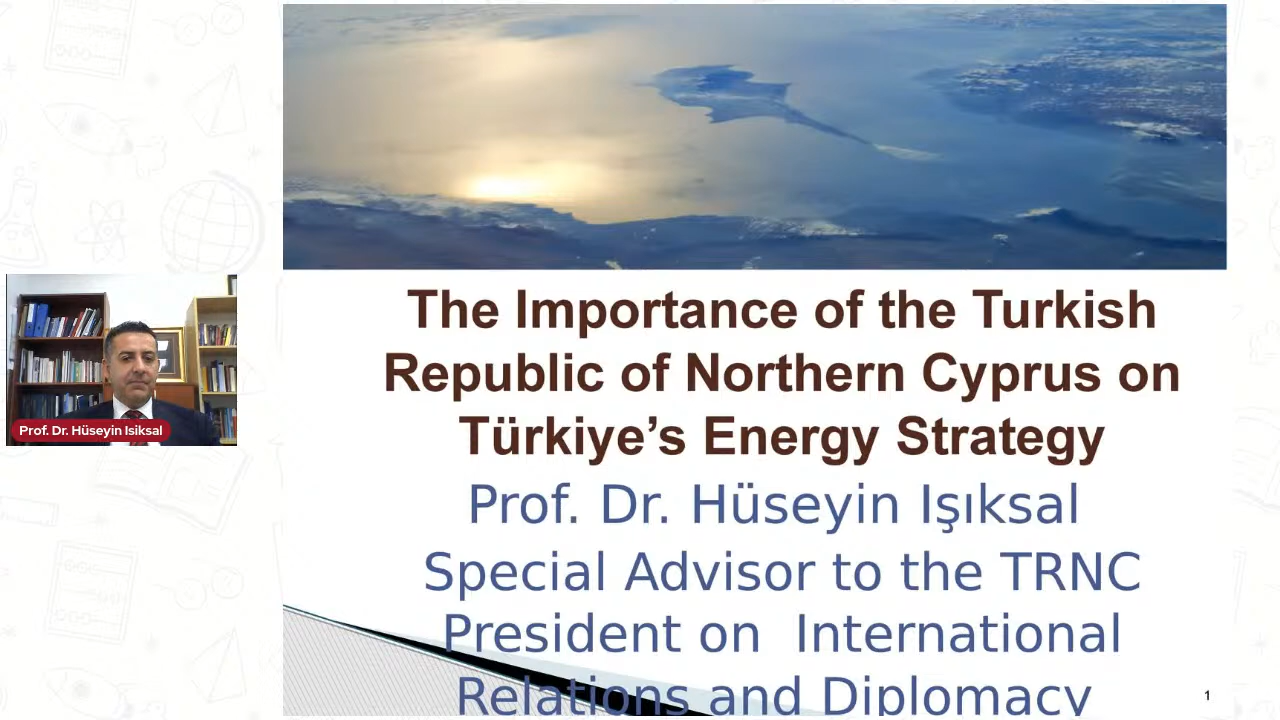 The Importance of the Turkish
Republic of Northern Cyprus on
Türkiye’s Energy Strategy
Prof. Dr. Hüseyin Işıksal
Special Advisor to the TRNC
President on  International
Relations and Diplomacy
Prof. Dr. Hüseyin Isiksal
1